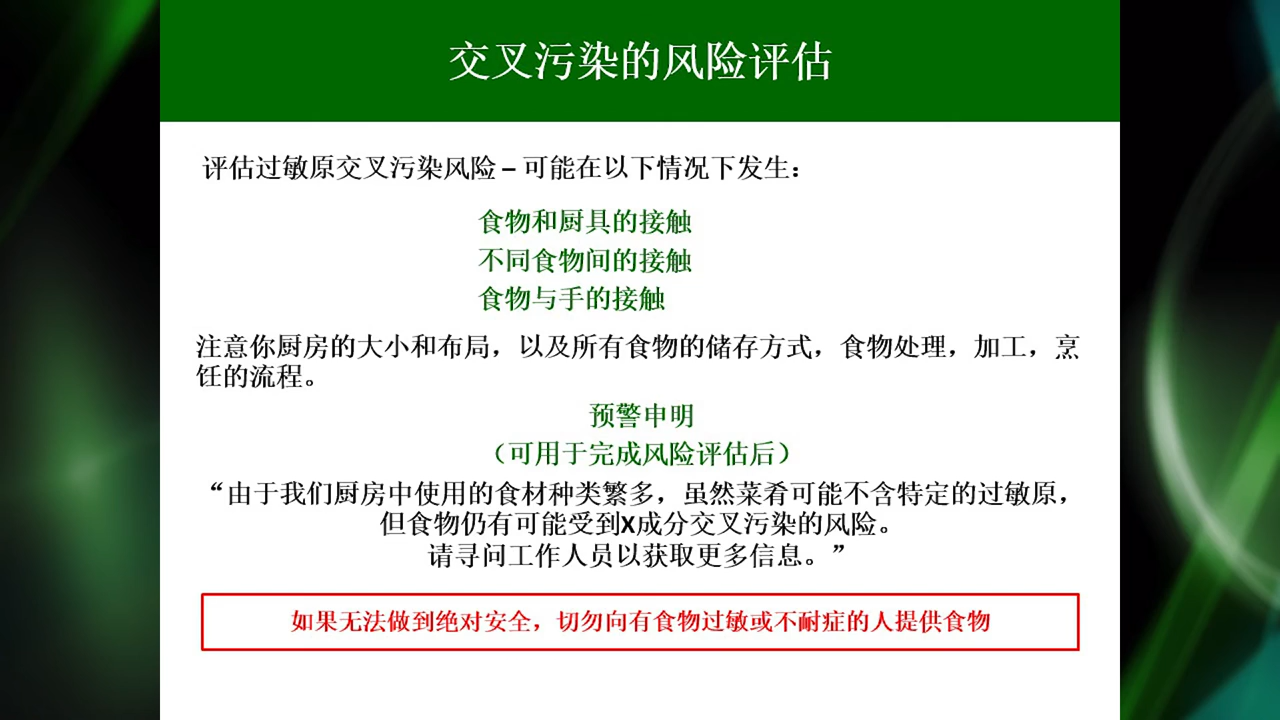 交叉污染的风险评估
评估过敏原交叉污染风险 – 可能在以下情况下发生：
食物和厨具的接触
不同食物间的接触
食物与手的接触
注意你厨房的大小和布局，以及所有食物的储存方式，食物处理，加工，烹
饪的流程。
预警申明
（可用于完成风险评估后）
“由于我们厨房中使用的食材种类繁多，虽然菜肴可能不含特定的过敏原，
但食物仍有可能受到X成分交叉污染的风险。
请寻问工作人员以获取更多信息。”
如果无法做到绝对安全，切勿向有食物过敏或不耐症的人提供食物